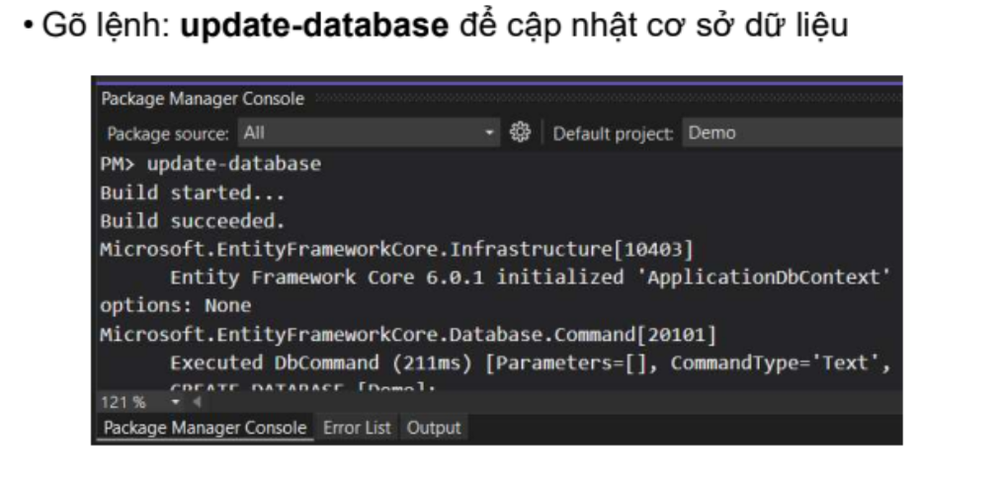 • Gõ lệnh: update-database để cập nhật cơ sở dữ liệu
Package Manager Console
Package source: All Default project: Demo
PM> update-database
Build started...
Build succeeded.
Microsoft.EntityFrameworkCore.Infrastructure[10403]
Entity Framework Core 6.0.1 initialized 'ApplicationDbContext'
options: None
Microsoft.EntityFrameworkCore.Database.Command[20101]
Executed DbCommand (211ms) [Parameters=[], CommandType='Text',
CREATE DATABASE [Demo];
121 %
Package Manager Console Error List Output